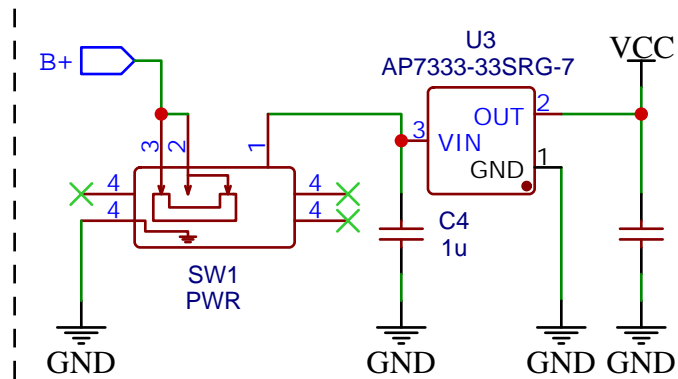 U3
AP7333-33SRG-7
VCC
B+
3
2
1
3
VIN
OUT
2
GND
1
4
4
4
4
C4
1u
SW1
PWR
GND
GND
GND
GND